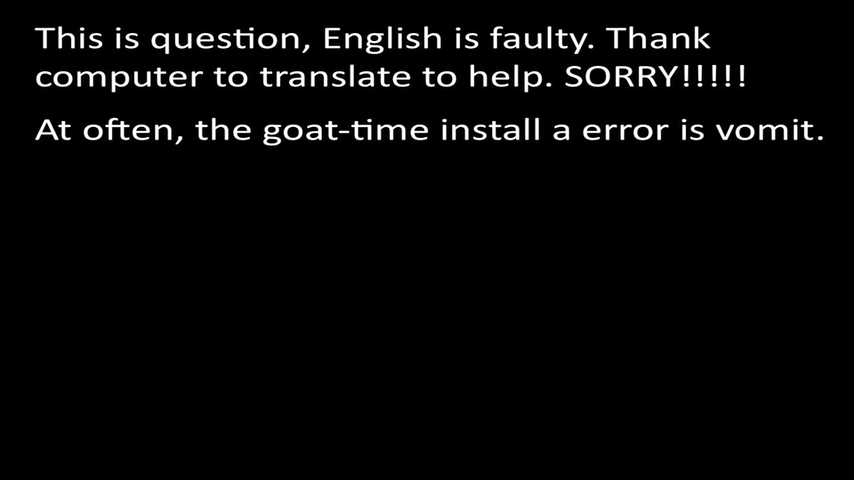 This is question, English is faulty. Thank
computer to translate to help. SORRY!!!!!
At often, the goat-time install a error is vomit.